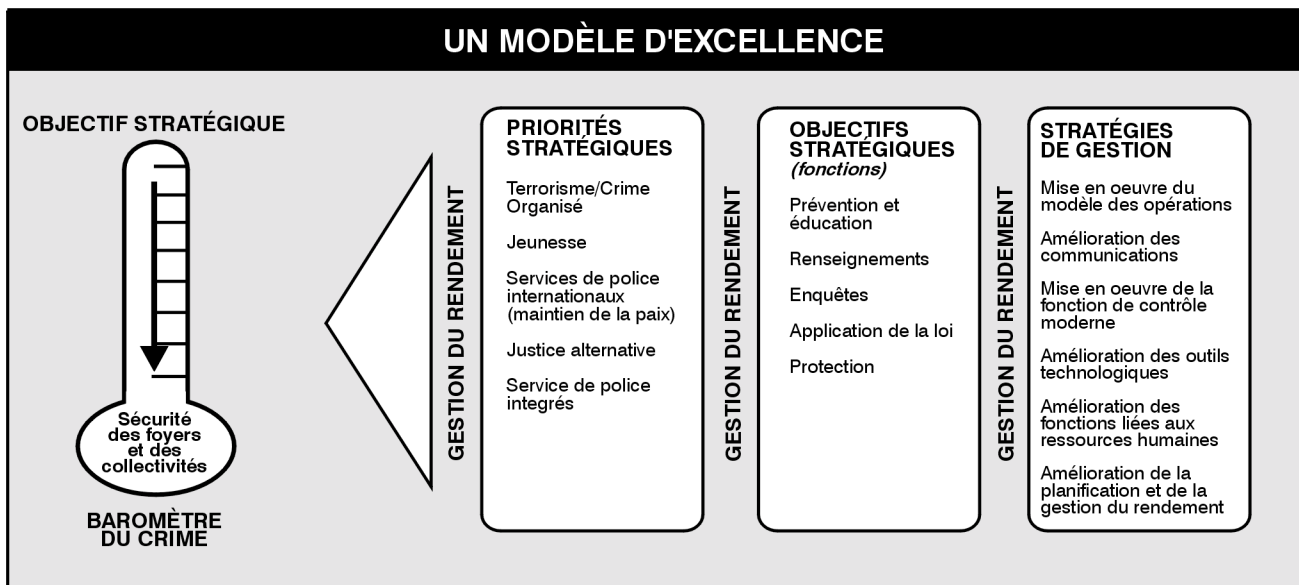 UN MODÈLE D'EXCELLENCE
OBJECTIF STRATÉGIQUE
Sécurité
des foyers
et des
collectivités
BAROMÈTRE
DU CRIME
GESTION DU RENDEMENT
PRIORITÉS
STRATÉGIQUES
Terrorisme/Crime
Organisé
Jeunesse
Services de police
internationaux
(maintien de la paix)
Justice alternative
Service de police
integrés
GESTION DU RENDEMENT
OBJECTIFS
STRATÉGIQUES
(fonctions)
Prévention et
éducation
Renseignements
Enquêtes
Application de la loi
Protection
GESTION DU RENDEMENT
STRATÉGIES
DE GESTION
Mise en oeuvre du
modèle des opérations
Amélioration des
communications
Mise en oeuvre de la
fonction de contrôle
moderne
Amélioration des outils
technologiques
Amélioration des
fonctions liées aux
ressources humaines
Amélioration de la
planification et de la
gestion du rendement